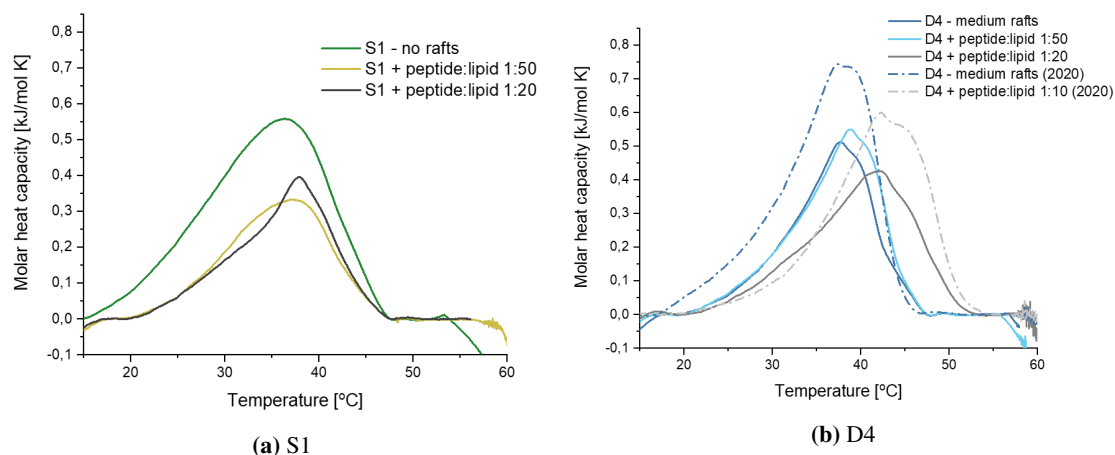 0,8
0,7
0,6
0,5
0,4
0,3
0,2
0,1
0,0
-0,1
Molar heat capacity [kJ/mol K]
S1 - no rafts
S1 + peptide:lipid 1:50
S1 + peptide:lipid 1:20
20 30 40 50 60
Temperature [ºC]
(a) S1
0,8
0,7
0,6
0,5
0,4
0,3
0,2
0,1
0,0
-0,1
Molar heat capacity [kJ/mol K]
D4 - medium rafts
D4 + peptide:lipid 1:50
D4 + peptide:lipid 1:20
D4 - medium rafts (2020)
D4 + peptide:lipid 1:10 (2020)
20 30 40 50 60
Temperature [ºC]
(b) D4